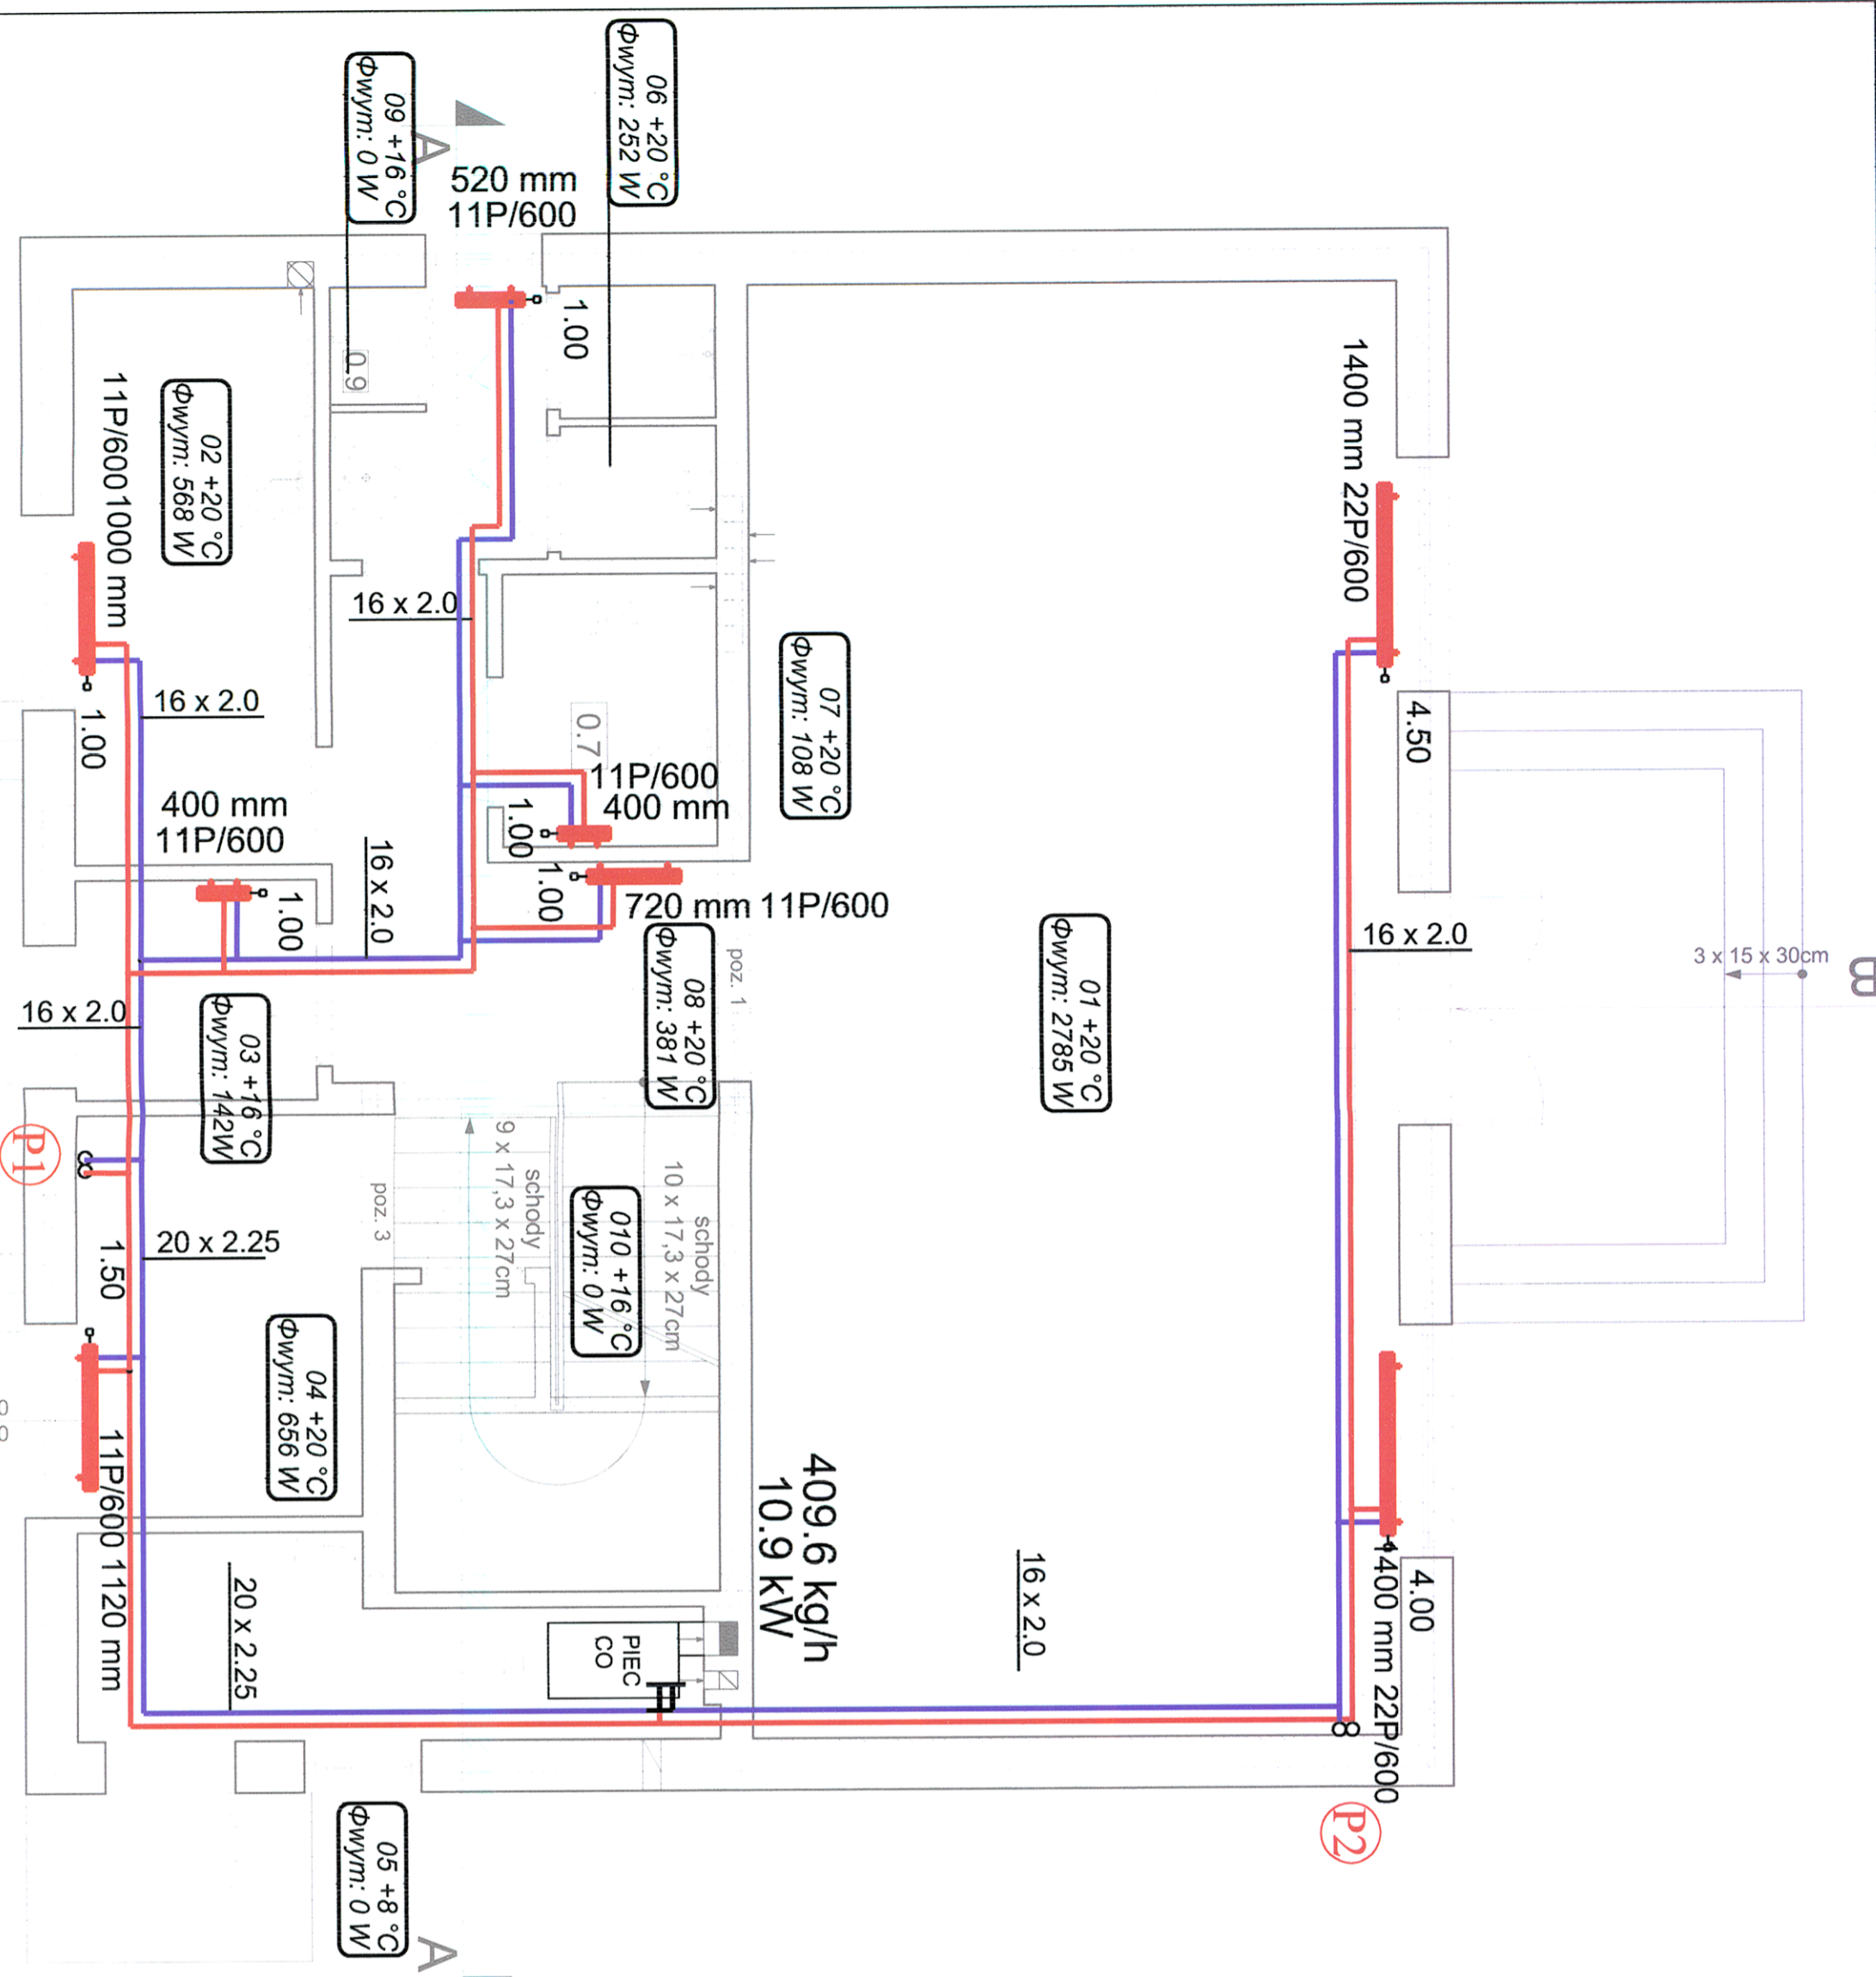 06 +20 °C
Φwym: 252 W
09 +16 °C
Φwym: 0 W
A
520 mm
11P/600
1.00
0.9
02 +20 °C
Φwym: 568 W
11P/600 1000 mm
1.00
16 x 2.0
16 x 2.0
400 mm
11P/600
1.00
16 x 2.0
0.7
11P/600
400 mm
1.00
1.00
720 mm 11P/600
07 +20 °C
Φwym: 108 W
1400 mm 22P/600
4.50
16 x 2.0
3 x 15 x 30cm
B
01 +20 °C
Φwym: 2785 W
08 +20 °C
Φwym: 381 W
poz. 1
16 x 2.0
03 +16 °C
Φwym: 142W
P1
1.50
20 x 2.25
poz. 3
schody
9 x 17,3 x 27cm
schody
10 x 17,3 x 27cm
010 +16 °C
Φwym: 0 W
04 +20 °C
Φwym: 656 W
11P/600 1120 mm
20 x 2.25
PIEC
CO
409.6 kg/h
10.9 kW
16 x 2.0
4.00
1400 mm 22P/600
P2
05 +8 °C
Φwym: 0 W
A